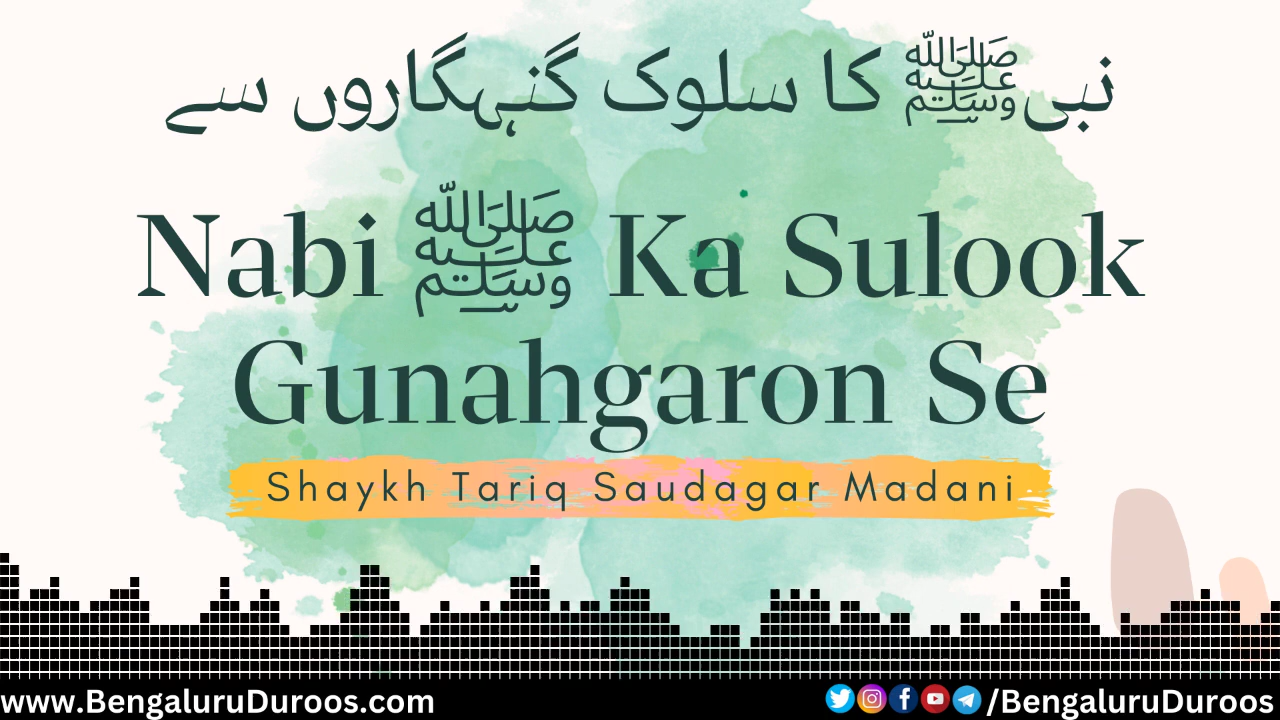 نبی ﷺ کا سلوک گنہگاروں سے
Nabi ﷺ Ka Sulook
Gunahgaron Se
Shaykh Tariq Saudagar Madani
www.BengaluruDuroos.com
/BengaluruDuroos